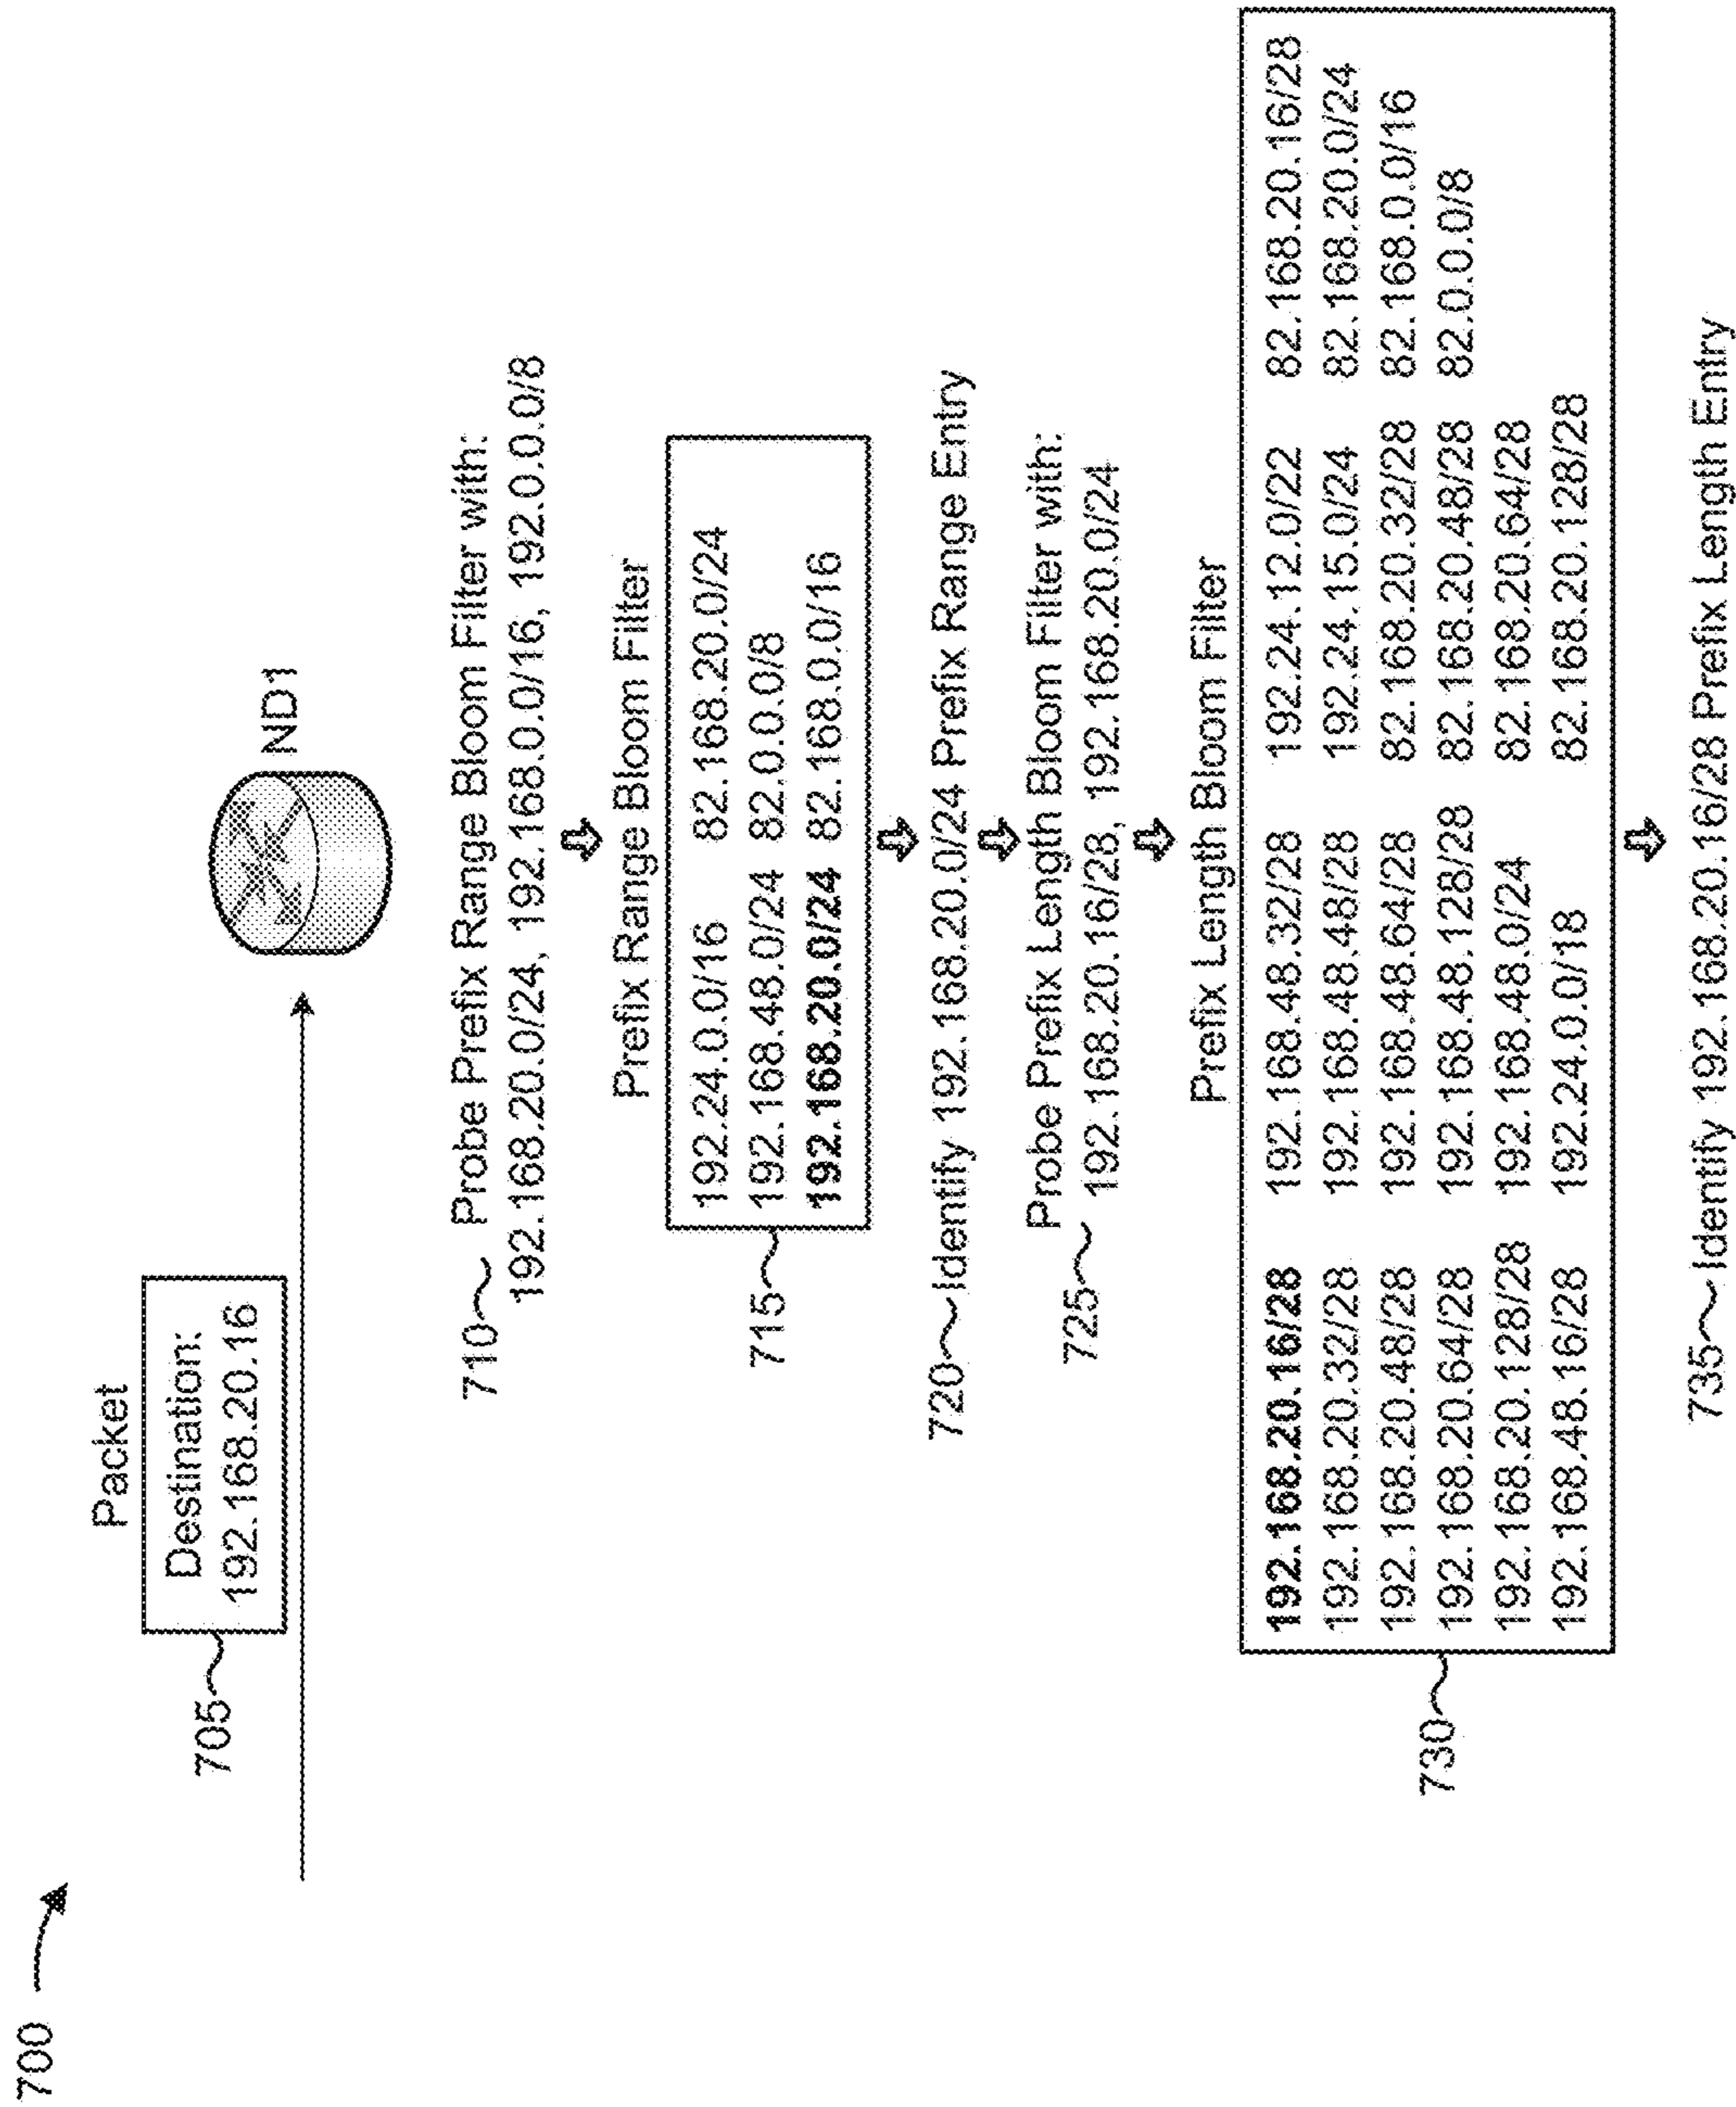 700
Packet
705
Destination:
192.168.20.16
ND1
710 Probe Prefix Range Bloom Filter with:
192.168.20.0/24, 192.168.0.0/16, 192.0.0.0/8
Prefix Range Bloom Filter
715
192.24.0.0/16 82.168.20.0/24
192.168.48.0/24 82.0.0.0/8
192.168.20.0/24 82.168.0.0/16
720 Identify 192.168.20.0/24 Prefix Range Entry
725 Probe Prefix Length Bloom Filter with:
192.168.20.16/28, 192.168.20.0/24
Prefix Length Bloom Filter
730
192.168.20.16/28 192.168.48.32/28 192.24.12.0/22 82.168.20.16/28
192.168.20.32/28 192.168.48.48/28 192.24.15.0/24 82.168.20.0/24
192.168.20.48/28 192.168.48.64/28 82.168.20.32/28 82.168.0.0/16
192.168.20.64/28 192.168.48.128/28 82.168.20.48/28 82.0.0.0/8
192.168.20.128/28 192.168.48.0/24 82.168.20.64/28
192.168.48.16/28 192.24.0.0/18 82.168.20.128/28
735 Identify 192.168.20.16/28 Prefix Length Entry